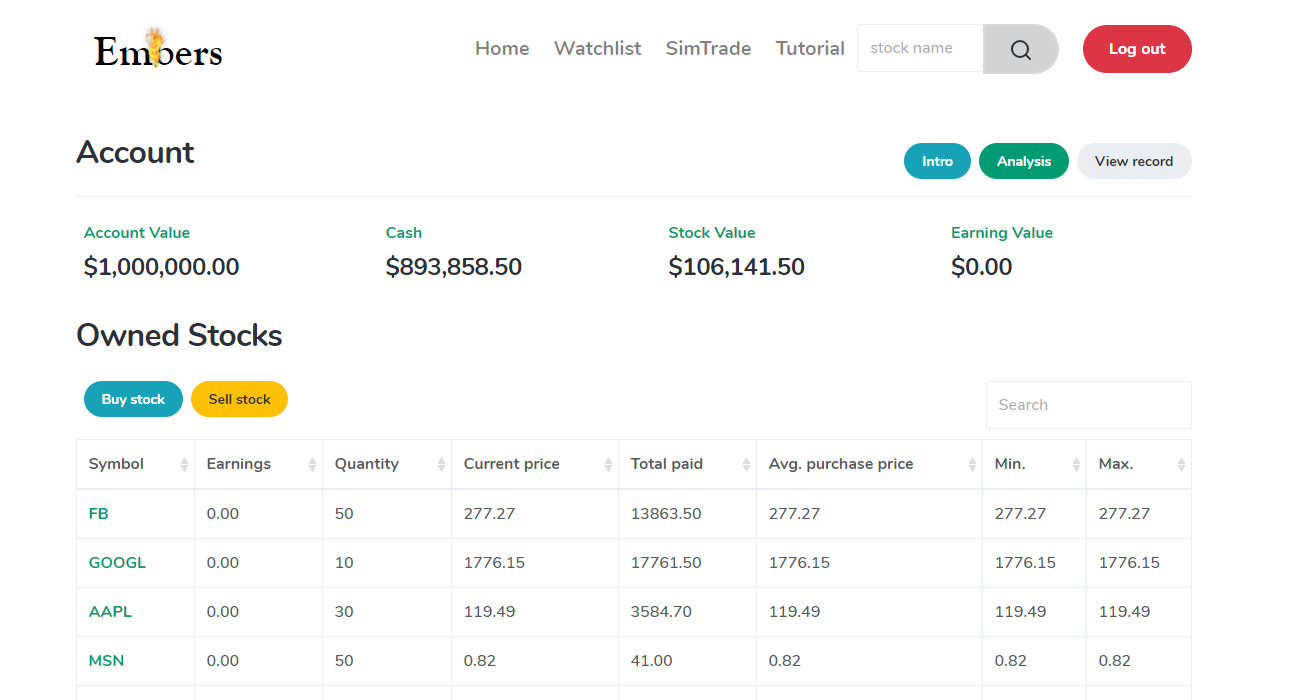 Embers
Home Watchlist SimTrade Tutorial stock name Log out
Account
Intro Analysis View record
Account Value Cash Stock Value Earning Value
$1,000,000.00 $893,858.50 $106,141.50 $0.00
Owned Stocks
Buy stock Sell stock Search
Symbol Earnings Quantity Current price Total paid Avg. purchase price Min. Max.
FB 0.00 50 277.27 13863.50 277.27 277.27 277.27
GOOGL 0.00 10 1776.15 17761.50 1776.15 1776.15 1776.15
AAPL 0.00 30 119.49 3584.70 119.49 119.49 119.49
MSN 0.00 50 0.82 41.00 0.82 0.82 0.82